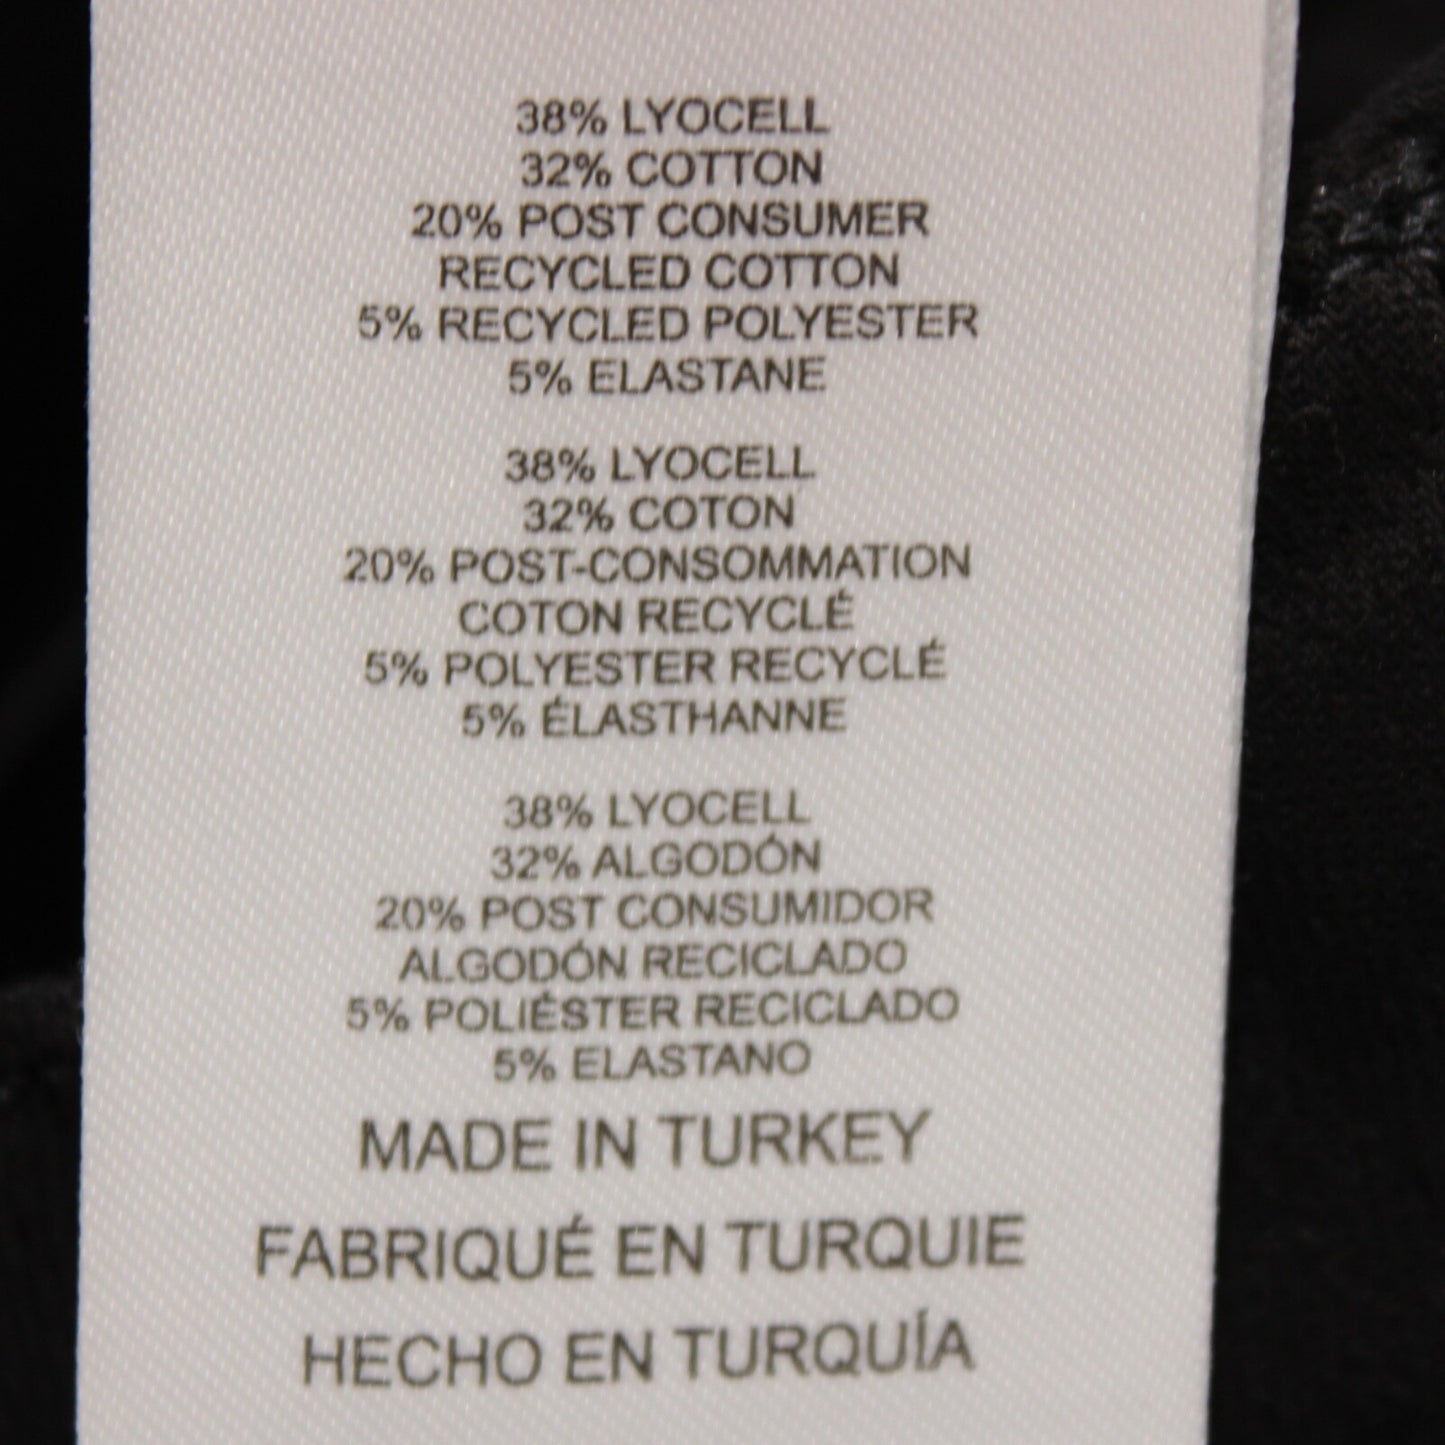 38% LYOCELL
32% COTTON
20% POST CONSUMER
RECYCLED COTTON
5% RECYCLED POLYESTER
5% ELASTANE
38% LYOCELL
32% COTON
20% POST-CONSOMMATION
COTON RECYCLÉ
5% POLYESTER RECYCLÉ
5% ÉLASTHANNE
38% LYOCELL
32% ALGODÓN
20% POST CONSUMIDOR
ALGODÓN RECICLADO
5% POLIÉSTER RECICLADO
5% ELASTANO
MADE IN TURKEY
FABRIQUÉ EN TURQUIE
HECHO EN TURQUÍA